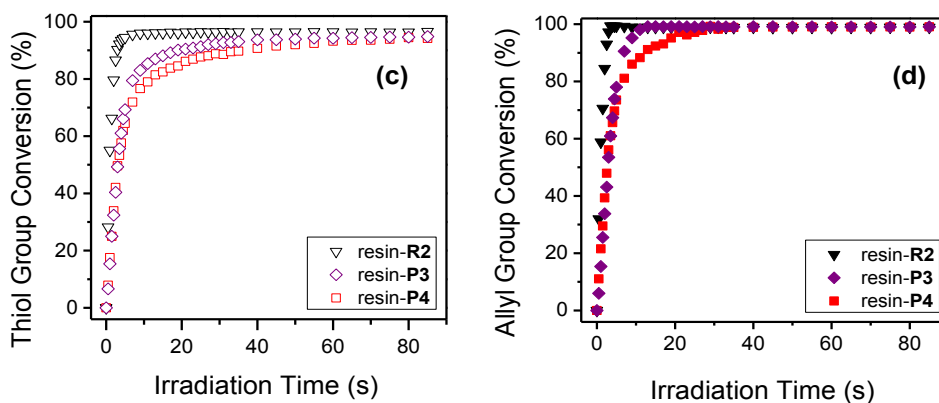 (c)
Thiol Group Conversion (%)
100
80
60
40
20
0
resin-R2
resin-P3
resin-P4
0 20 40 60 80
Irradiation Time (s)
(d)
Allyl Group Conversion (%)
100
80
60
40
20
0
resin-R2
resin-P3
resin-P4
0 20 40 60 80
Irradiation Time (s)